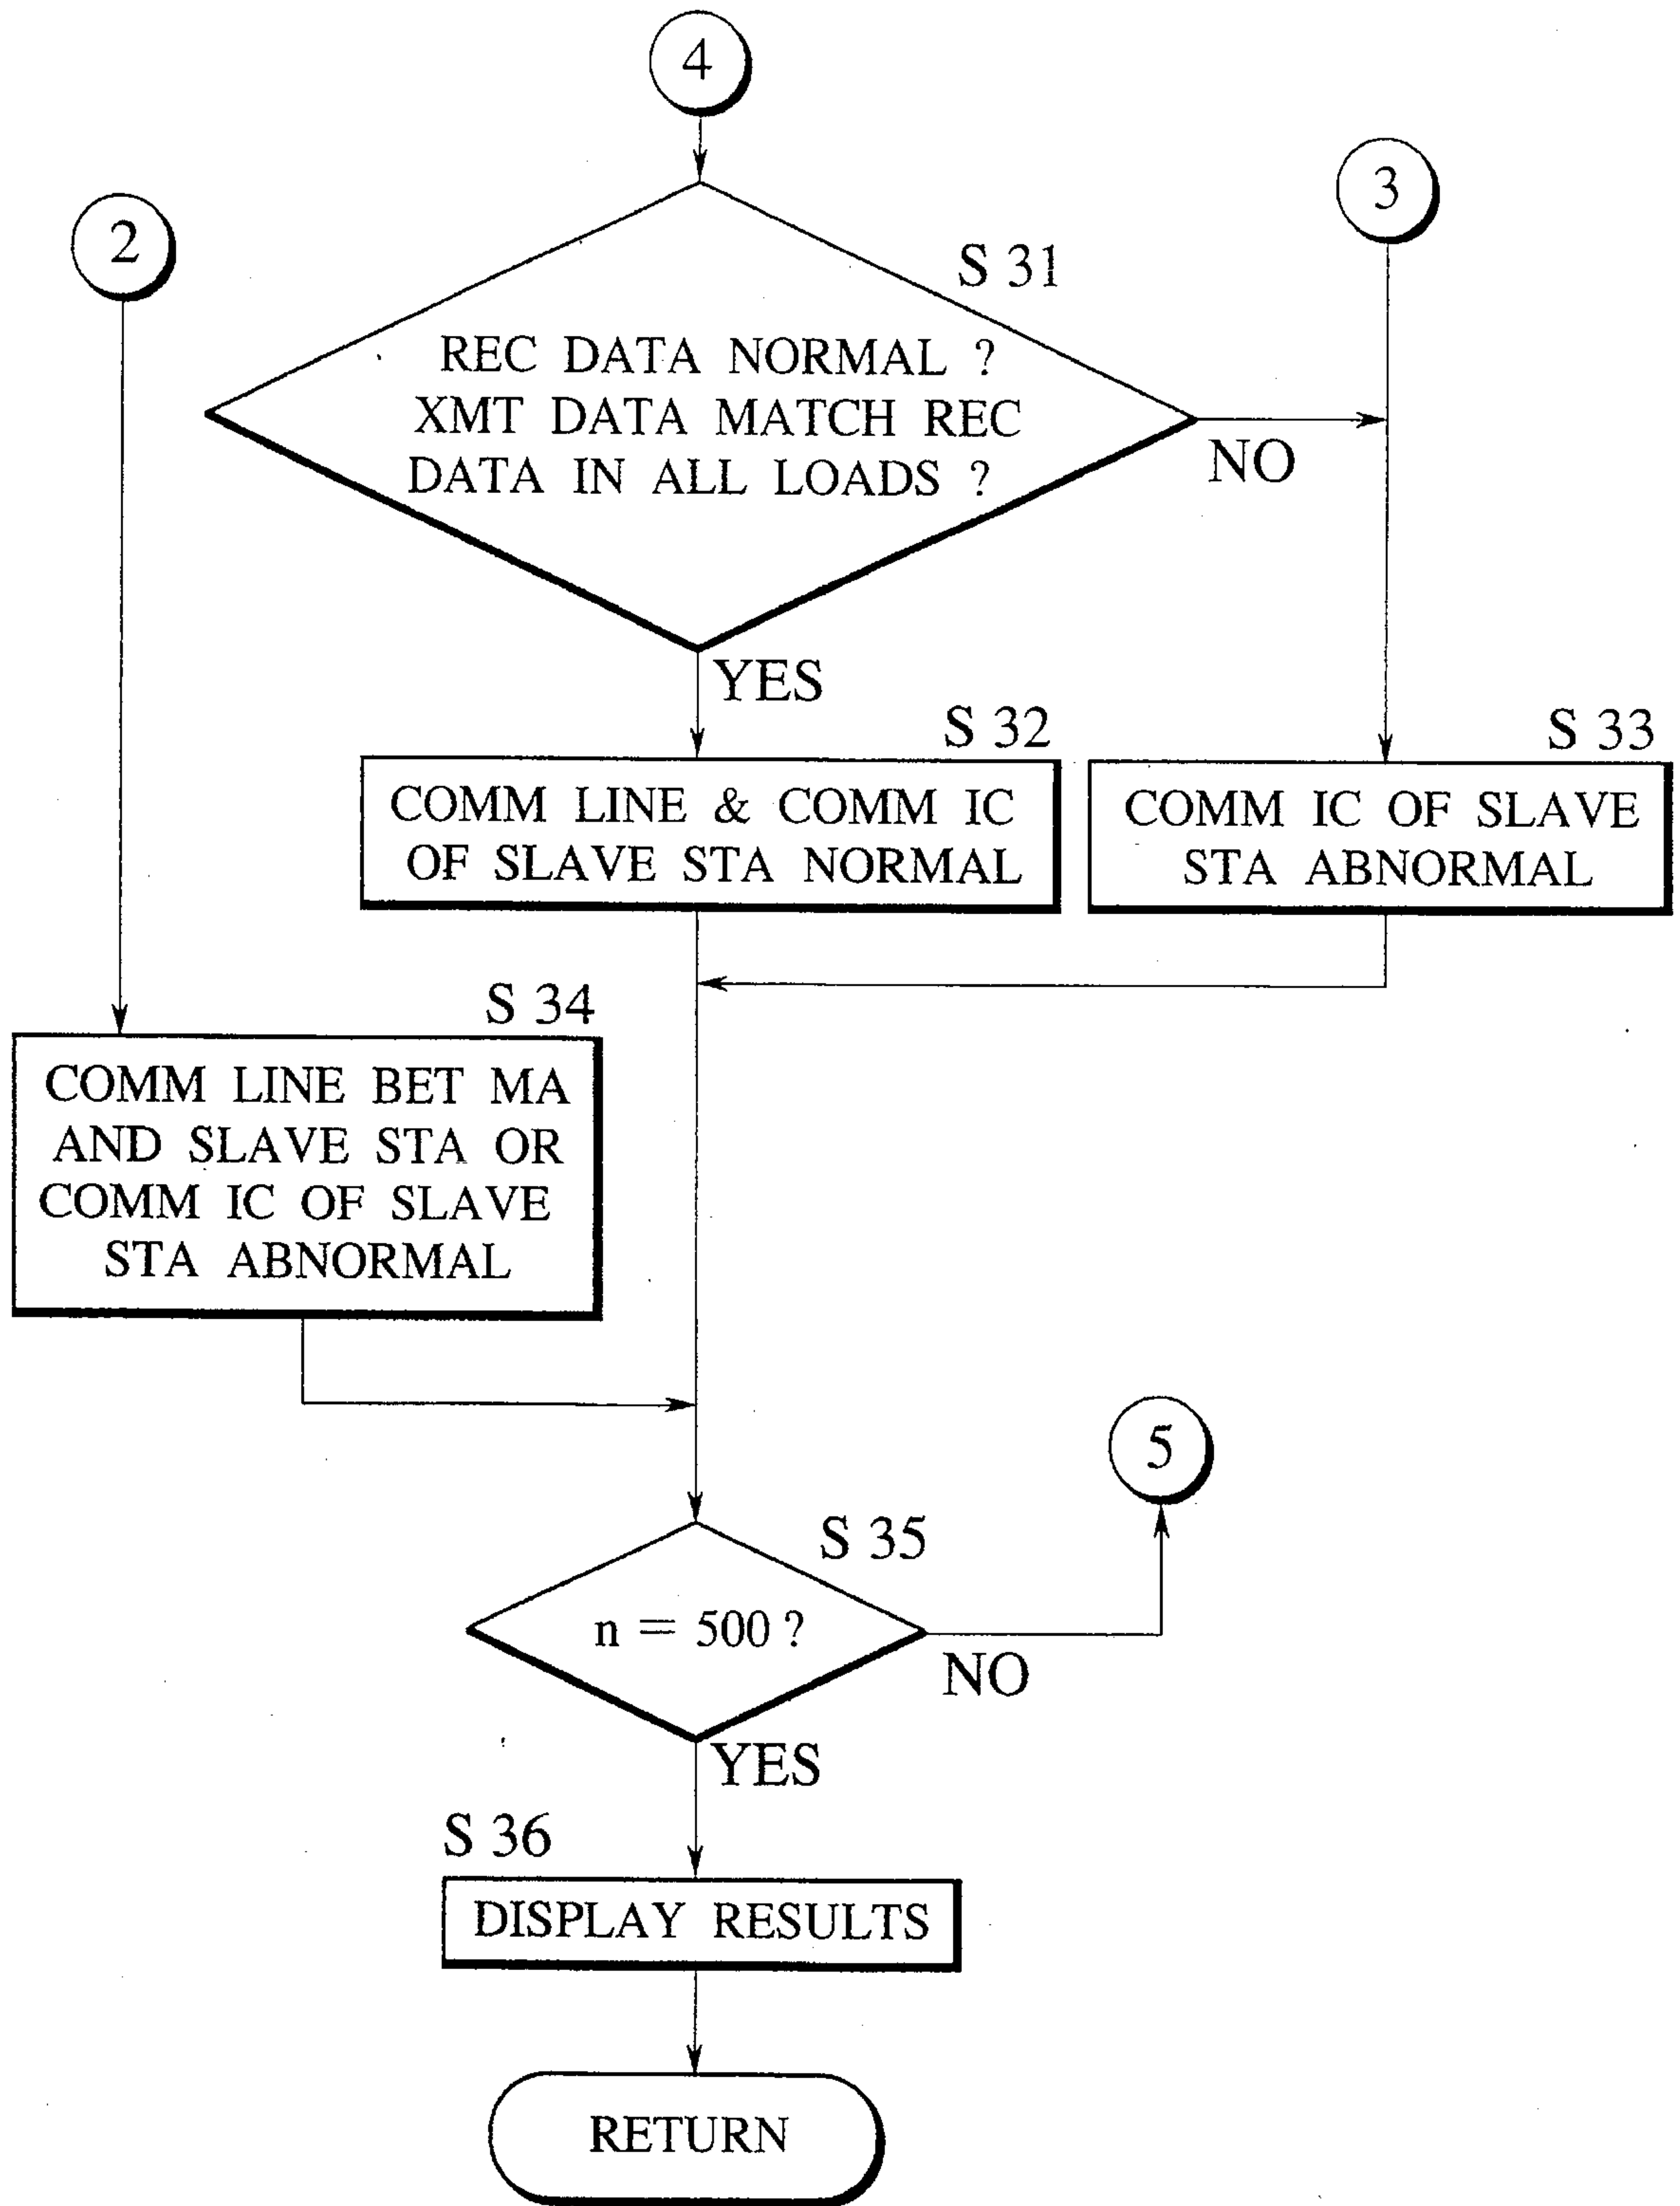 4
3
2
S 31
REC DATA NORMAL ?
XMT DATA MATCH REC
DATA IN ALL LOADS ?
NO
YES
S 32
COMM LINE & COMM IC
OF SLAVE STA NORMAL
S 33
COMM IC OF SLAVE
STA ABNORMAL
S 34
COMM LINE BET MA
AND SLAVE STA OR
COMM IC OF SLAVE
STA ABNORMAL
5
S 35
n = 500 ?
NO
YES
S 36
DISPLAY RESULTS
RETURN